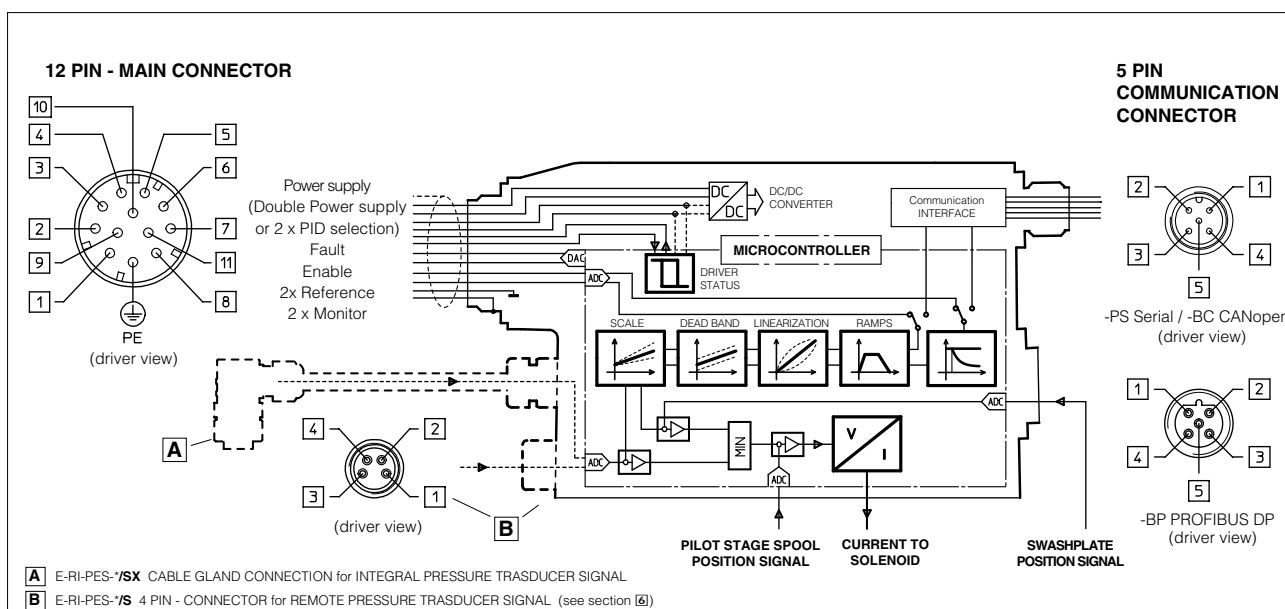 12 PIN - MAIN CONNECTOR
10
4
5
3
6
2
7
9
11
1
8
PE
(driver view)
Power supply
(Double Power supply
or 2 x PID selection)
Fault
Enable
2x Reference
2 x Monitor
DC
DC
DC/DC
CONVERTER
Communication
INTERFACE
MICROCONTROLLER
DAC
ADC
DRIVER
STATUS
SCALE
DEAD BAND
LINEARIZATION
RAMPS
ADC
MIN
V
I
ADC
ADC
A
4
2
3
1
(driver view)
B
PILOT STAGE SPOOL
POSITION SIGNAL
CURRENT TO
SOLENOID
SWASHPLATE
POSITION SIGNAL
5 PIN
COMMUNICATION
CONNECTOR
2
1
3
4
5
-PS Serial / -BC CANopen
(driver view)
1
2
4
3
5
-BP PROFIBUS DP
(driver view)
A E-RI-PES-*/SX CABLE GLAND CONNECTION for INTEGRAL PRESSURE TRASDUCER SIGNAL
B E-RI-PES-*/S 4 PIN - CONNECTOR for REMOTE PRESSURE TRASDUCER SIGNAL (see section 6)